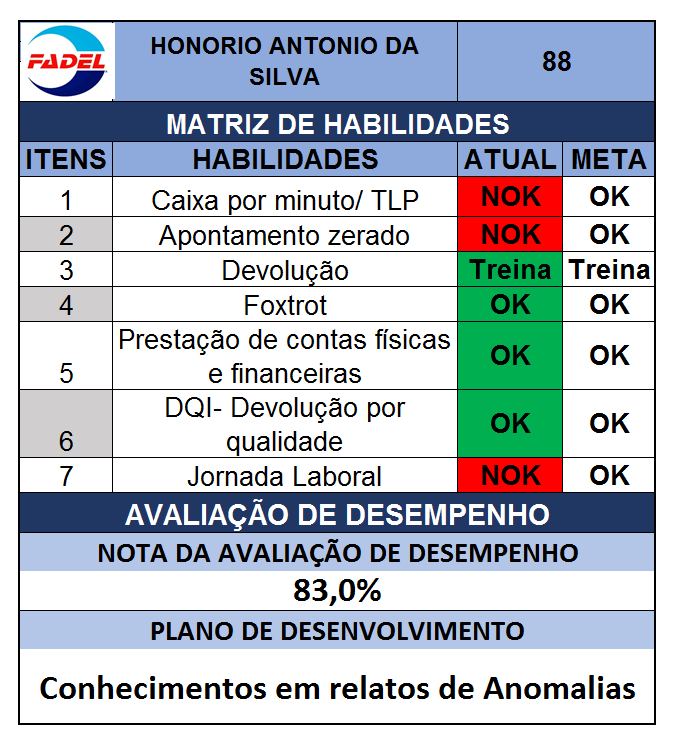 FADEL
HONORIO ANTONIO DA
SILVA
88
MATRIZ DE HABILIDADES
ITENS HABILIDADES ATUAL META
1 Caixa por minuto/ TLP NOK OK
2 Apontamento zerado NOK OK
3 Devolução Treina Treina
4 Foxtrot OK OK
5 Prestação de contas físicas
e financeiras OK OK
6 DQI- Devolução por
qualidade OK OK
7 Jornada Laboral NOK OK
AVALIAÇÃO DE DESEMPENHO
NOTA DA AVALIAÇÃO DE DESEMPENHO
83,0%
PLANO DE DESENVOLVIMENTO
Conhecimentos em relatos de Anomalias